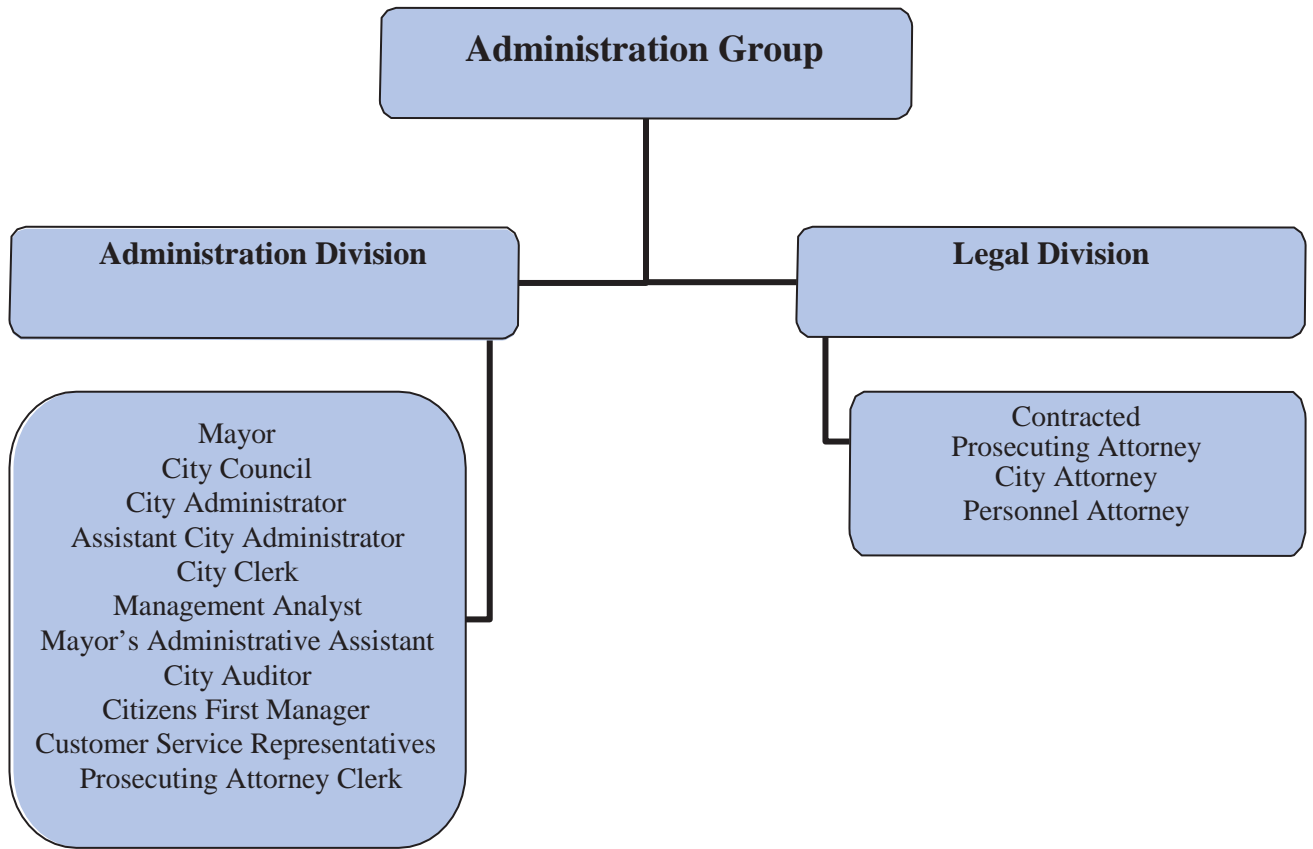 Administration Group
Administration Division
Legal Division
Mayor
City Council
City Administrator
Assistant City Administrator
City Clerk
Management Analyst
Mayor’s Administrative Assistant
City Auditor
Citizens First Manager
Customer Service Representatives
Prosecuting Attorney Clerk
Contracted
Prosecuting Attorney
City Attorney
Personnel Attorney